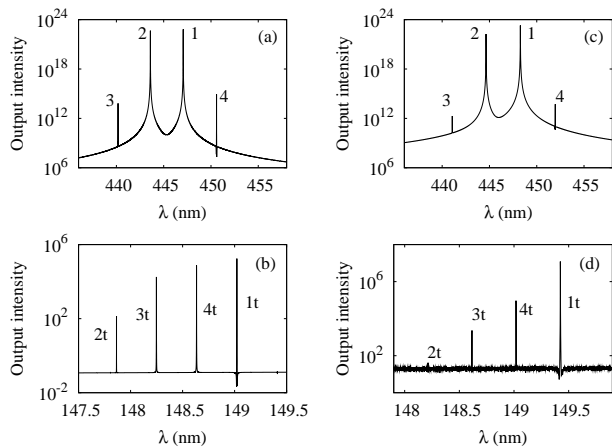 Output intensity
10^24
10^18
10^12
10^6
2
1
3
4
(a)
440 445 450 455
λ (nm)
Output intensity
10^24
10^18
10^12
10^6
2
1
3
4
(c)
440 445 450 455
λ (nm)
Output intensity
10^6
10^2
10^-2
2t
3t
4t
1t
(b)
147.5 148 148.5 149 149.5
λ (nm)
Output intensity
10^6
10^2
2t
3t
4t
1t
(d)
148 148.5 149 149.5
λ (nm)